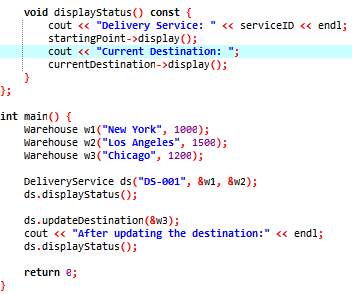 void displayStatus() const {
cout << "Delivery Service: " << serviceID << endl;
startingPoint->display();
cout << "Current Destination: ";
currentDestination->display();
}
};
int main() {
Warehouse w1("New York", 1000);
Warehouse w2("Los Angeles", 1500);
Warehouse w3("Chicago", 1200);
DeliveryService ds("DS-001", &w1, &w2);
ds.displayStatus();
ds.updateDestination(&w3);
cout << "After updating the destination:" << endl;
ds.displayStatus();
return 0;
}